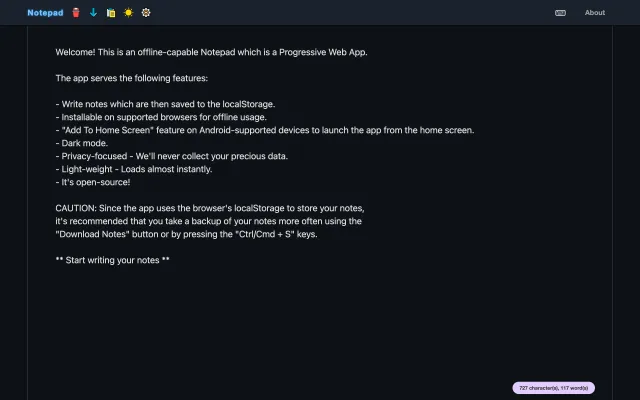 Notepad
About
Welcome! This is an offline-capable Notepad which is a Progressive Web App.
The app serves the following features:
- Write notes which are then saved to the localStorage.
- Installable on supported browsers for offline usage.
- "Add To Home Screen" feature on Android-supported devices to launch the app from the home screen.
- Dark mode.
- Privacy-focused - We'll never collect your precious data.
- Light-weight - Loads almost instantly.
- It's open-source!
CAUTION: Since the app uses the browser's localStorage to store your notes,
it's recommended that you take a backup of your notes more often using the
"Download Notes" button or by pressing the "Ctrl/Cmd + S" keys.
** Start writing your notes **
727 character(s), 117 word(s)